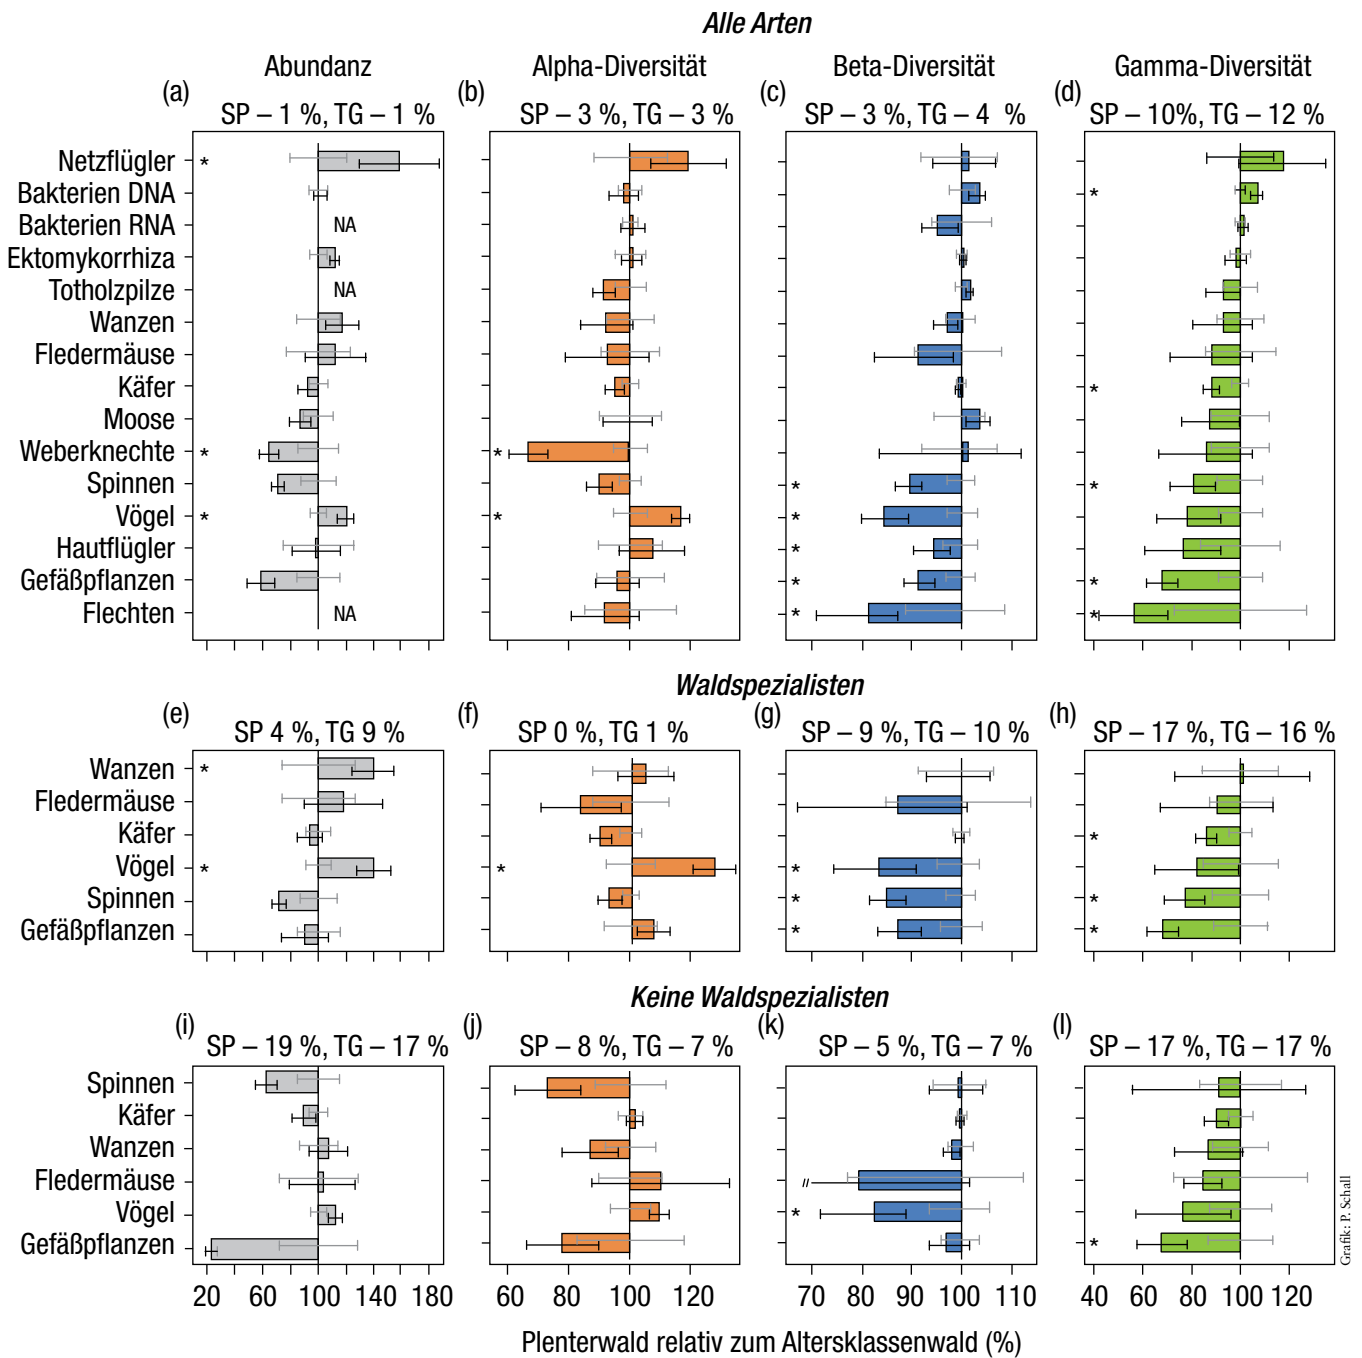 Alle Arten
Abundanz Alpha-Diversität Beta-Diversität Gamma-Diversität
(a) (b) (c) (d)
SP – 1 %, TG – 1 % SP – 3 %, TG – 3 % SP – 3 %, TG – 4 % SP – 10%, TG – 12 %
Netzflügler *
Bakterien DNA *
Bakterien RNA NA
Ektomykorrhiza
Totholzpilze NA
Wanzen
Fledermäuse
Käfer *
Moose
Weberknechte * *
Spinnen * *
Vögel * * *
Hautflügler *
Gefäßpflanzen * *
Flechten NA * *
Waldspezialisten
(e) (f) (g) (h)
SP 4 %, TG 9 % SP 0 %, TG 1 % SP – 9 %, TG – 10 % SP – 17 %, TG – 16 %
Wanzen *
Fledermäuse
Käfer *
Vögel * * *
Spinnen * *
Gefäßpflanzen * *
Keine Waldspezialisten
(i) (j) (k) (l)
SP – 19 %, TG – 17 % SP – 8 %, TG – 7 % SP – 5 %, TG – 7 % SP – 17 %, TG – 17 %
Spinnen
Käfer
Wanzen
Fledermäuse //
Vögel *
Gefäßpflanzen *
20 60 100 140 180 60 80 100 120 70 80 90 100 110 40 60 80 100 120
Plenterwald relativ zum Altersklassenwald (%)
Grafik: P. Schall